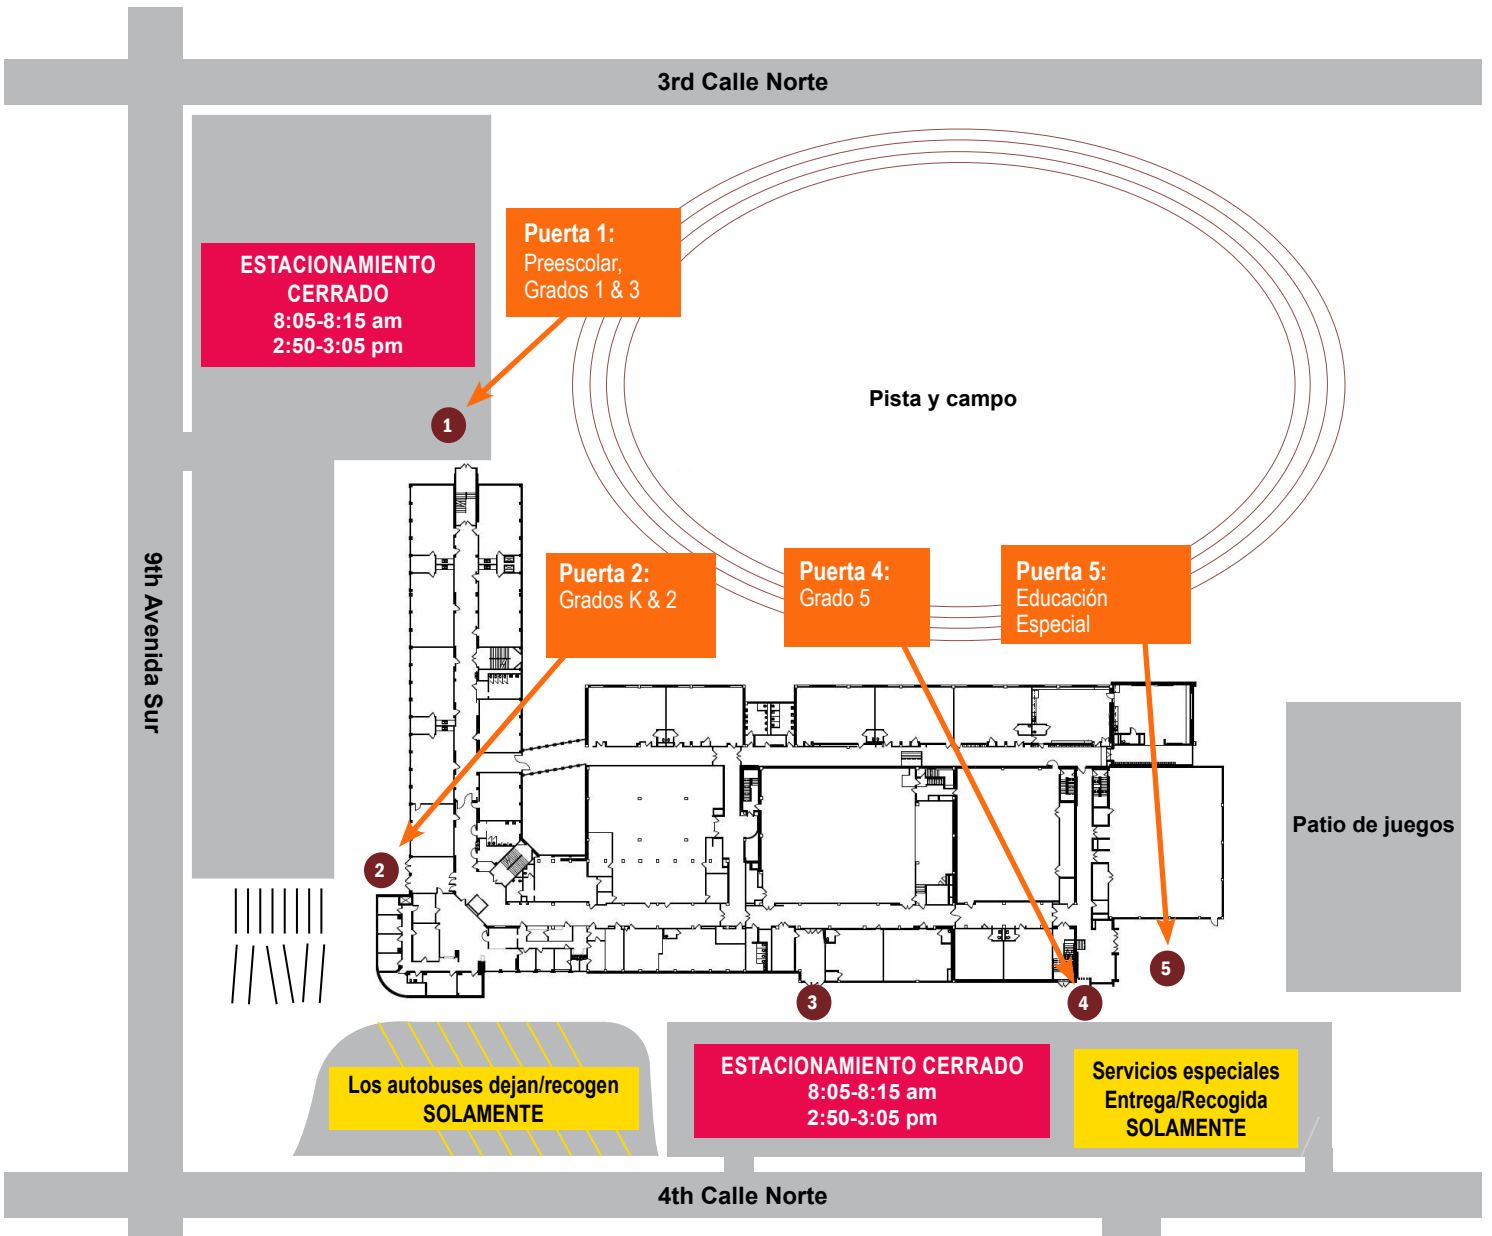 3rd Calle Norte
Puerta 1:
Preescolar,
Grados 1 & 3
ESTACIONAMIENTO
CERRADO
8:05-8:15 am
2:50-3:05 pm
Pista y campo
1
9th Avenida Sur
Puerta 2:
Grados K & 2
Puerta 4:
Grado 5
Puerta 5:
Educación
Especial
Patio de juegos
2
3
4
5
Los autobuses dejan/recogen
SOLAMENTE
ESTACIONAMIENTO CERRADO
8:05-8:15 am
2:50-3:05 pm
Servicios especiales
Entrega/Recogida
SOLAMENTE
4th Calle Norte